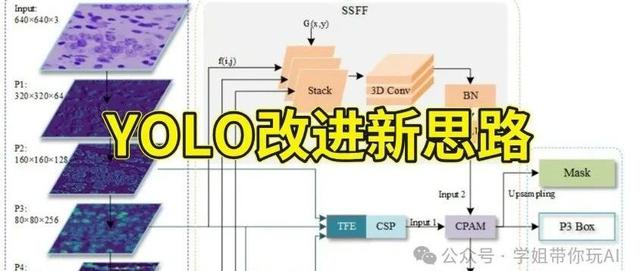 Input
640×640×3
P1:
320×320×64
P2:
160×160×128
P3:
80×80×256
P4:
SSFF
G(x,y)
f(i,j)
Stack
3D Conv
BN
YOLO改进新思路
Input 2
Upsampling
Mask
TFE
CSP
Input 1
CPAM
P3 Box
公众号 · 学姐带你玩AI